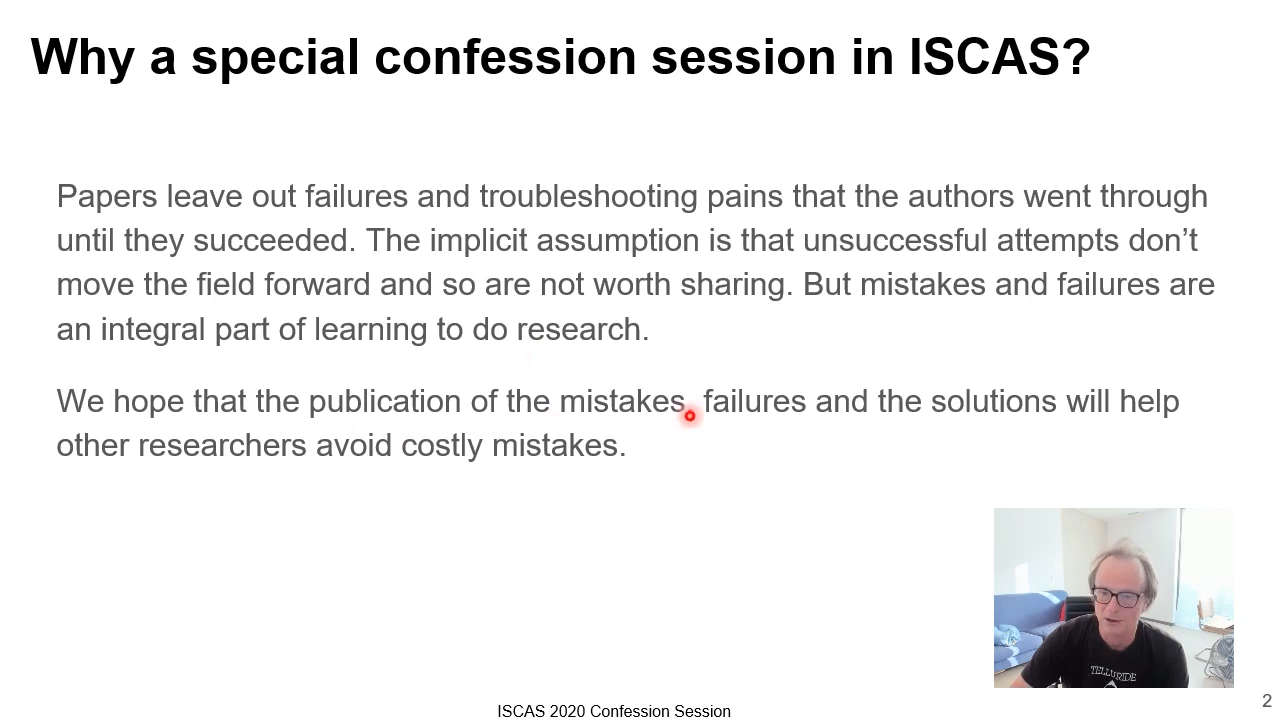 Why a special confession session in ISCAS?
Papers leave out failures and troubleshooting pains that the authors went through
until they succeeded. The implicit assumption is that unsuccessful attempts don’t
move the field forward and so are not worth sharing. But mistakes and failures are
an integral part of learning to do research.
We hope that the publication of the mistakes, failures and the solutions will help
other researchers avoid costly mistakes.
TELLURIDE
ISCAS 2020 Confession Session
2